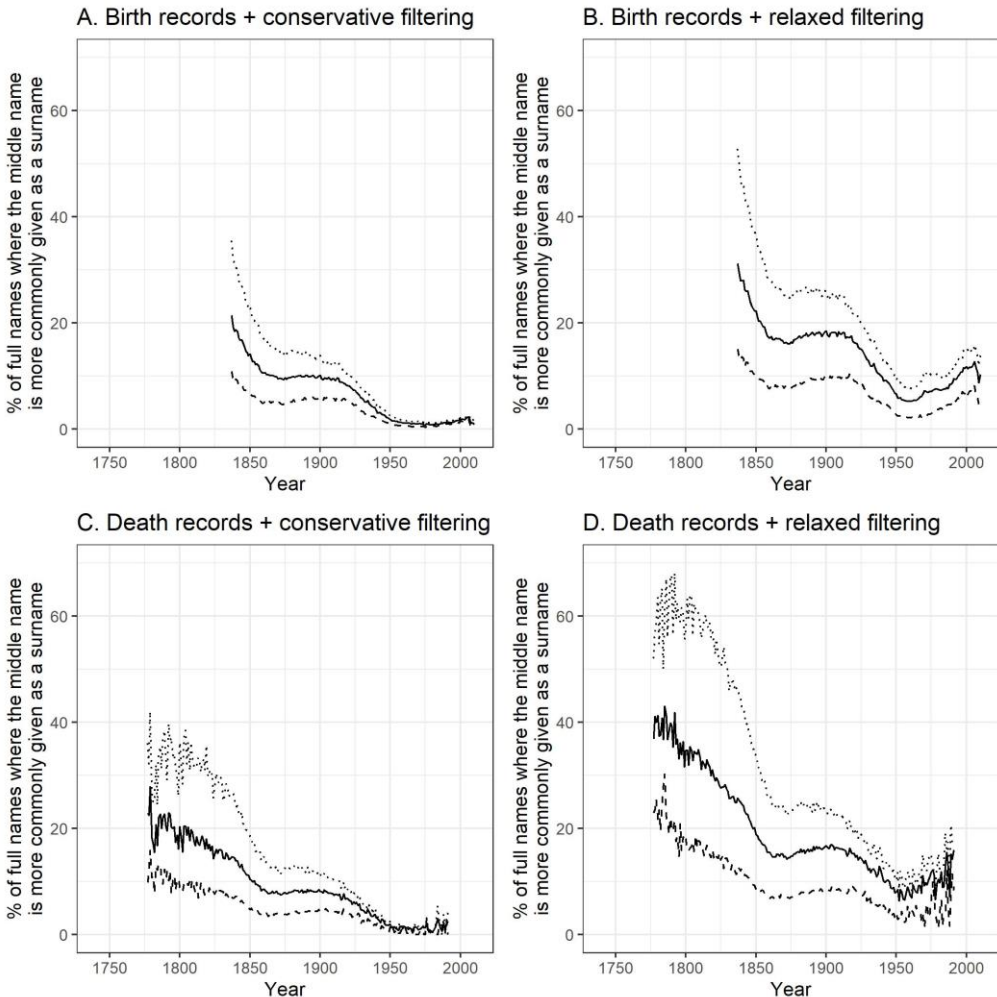 A. Birth records + conservative filtering
% of full names where the middle name
is more commonly given as a surname
60
40
20
0
1750
1800
1850
1900
1950
2000
Year
B. Birth records + relaxed filtering
% of full names where the middle name
is more commonly given as a surname
60
40
20
0
1750
1800
1850
1900
1950
2000
Year
C. Death records + conservative filtering
% of full names where the middle name
is more commonly given as a surname
60
40
20
0
1750
1800
1850
1900
1950
2000
Year
D. Death records + relaxed filtering
% of full names where the middle name
is more commonly given as a surname
60
40
20
0
1750
1800
1850
1900
1950
2000
Year